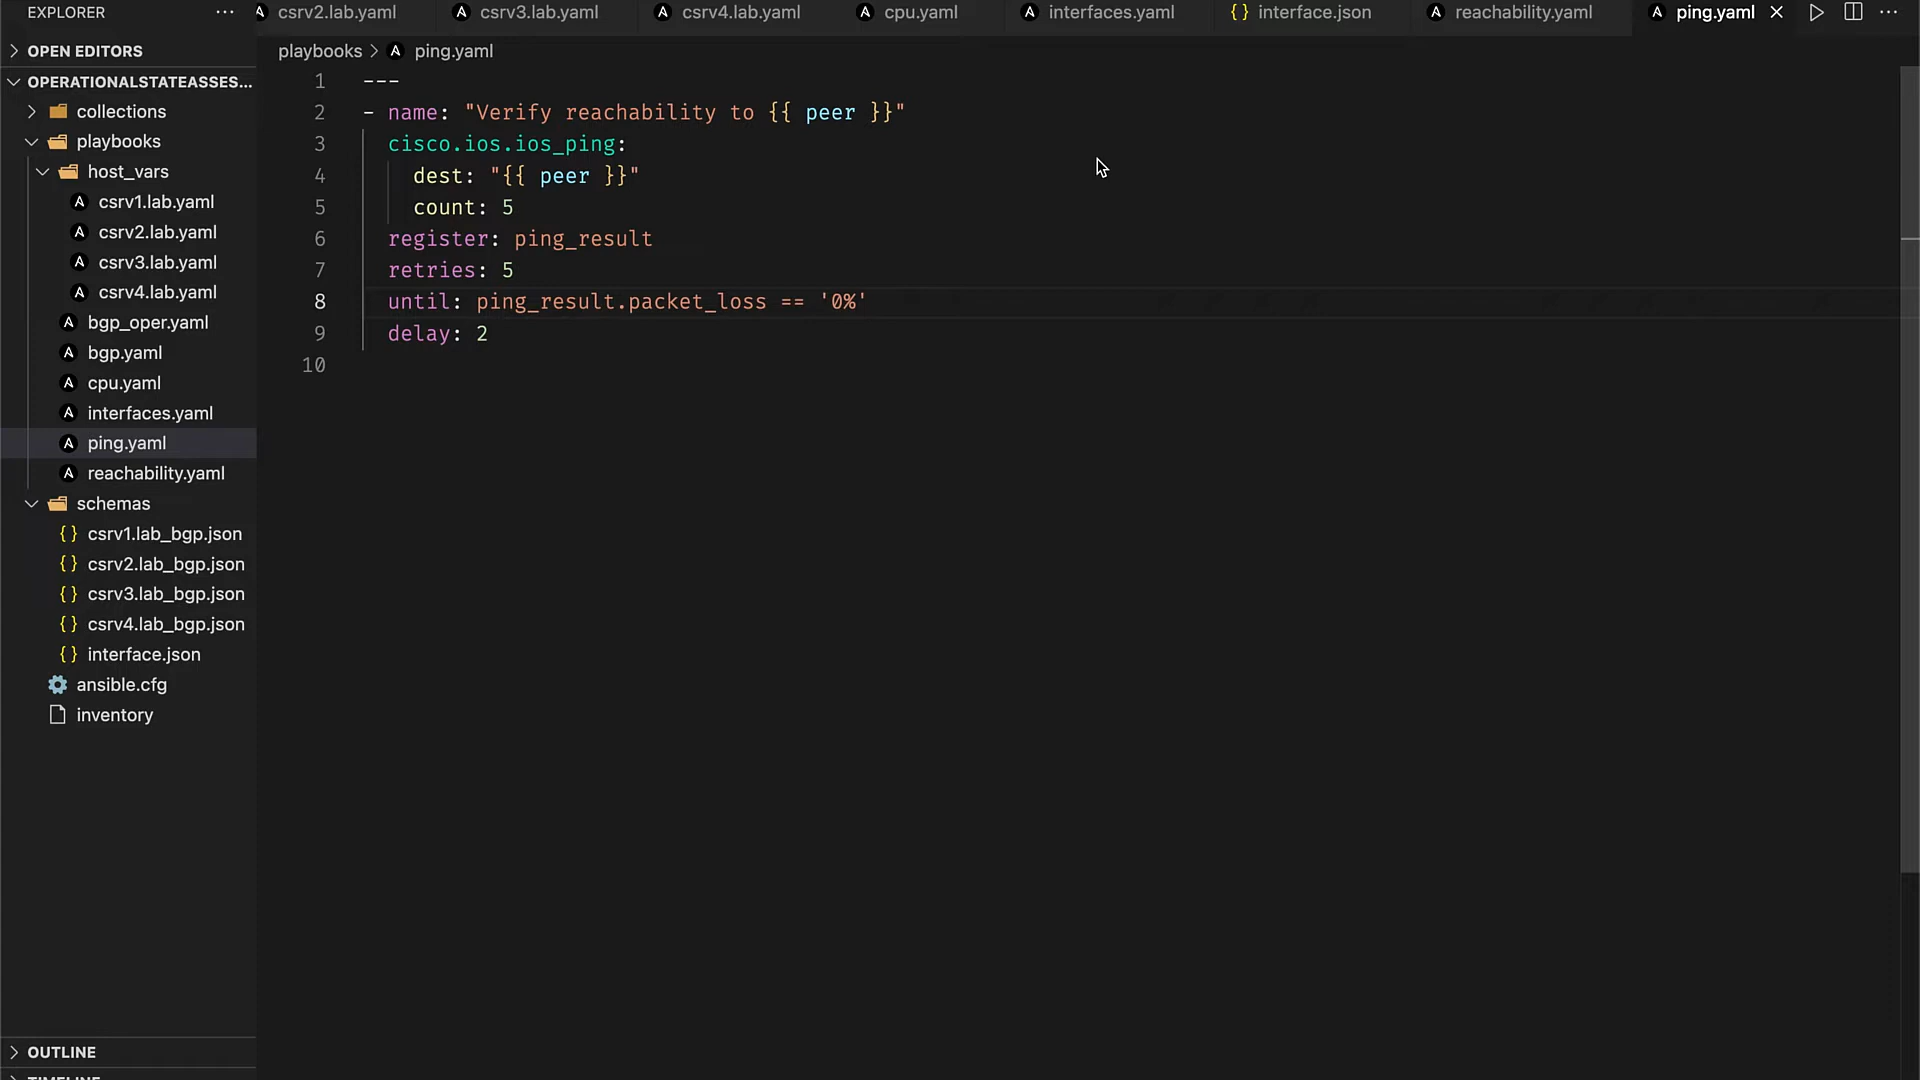 EXPLORER
csrv2.lab.yaml
csrv3.lab.yaml
csrv4.lab.yaml
cpu.yaml
interfaces.yaml
{} interface.json
reachability.yaml
ping.yaml
OPEN EDITORS
OPERATIONALSTATEASSES...
collections
playbooks
host_vars
csrv1.lab.yaml
csrv2.lab.yaml
csrv3.lab.yaml
csrv4.lab.yaml
bgp_oper.yaml
bgp.yaml
cpu.yaml
interfaces.yaml
ping.yaml
reachability.yaml
schemas
{} csrv1.lab_bgp.json
{} csrv2.lab_bgp.json
{} csrv3.lab_bgp.json
{} csrv4.lab_bgp.json
{} interface.json
ansible.cfg
inventory
OUTLINE
TIMELINE
playbooks > ping.yaml
1 ---
2 - name: "Verify reachability to {{ peer }}"
3 cisco.ios.ios_ping:
4 dest: "{{ peer }}"
5 count: 5
6 register: ping_result
7 retries: 5
8 until: ping_result.packet_loss == '0%'
9 delay: 2
10